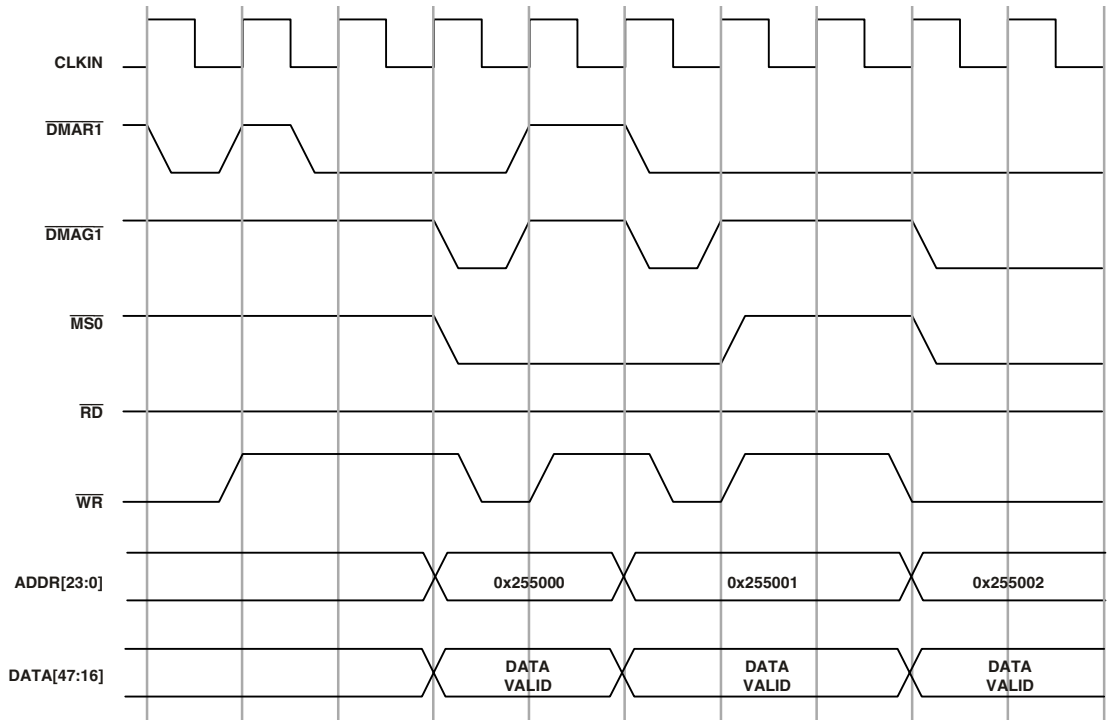 CLKIN
DMAR1
DMAG1
MS0
RD
WR
ADDR[23:0]
0x255000
0x255001
0x255002
DATA[47:16]
DATA
VALID
DATA
VALID
DATA
VALID